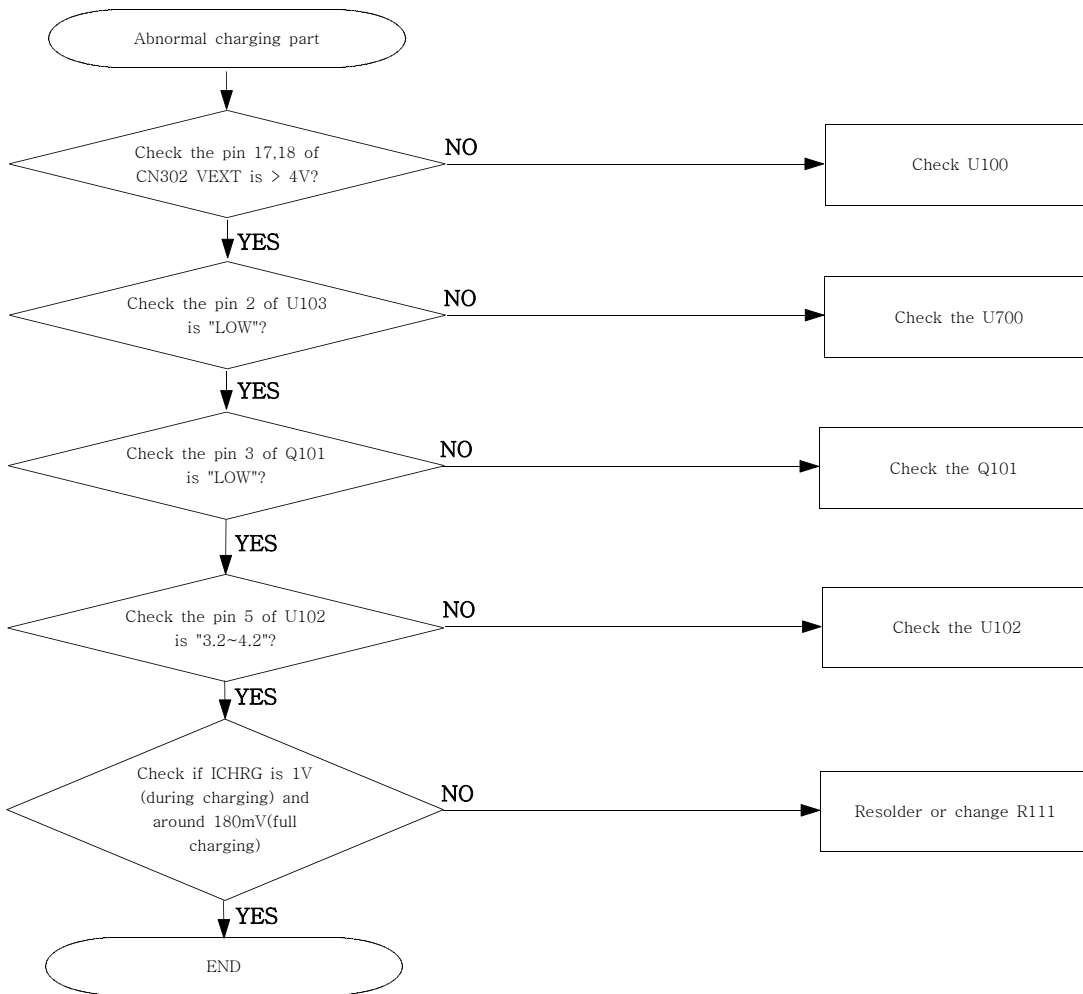 Abnormal charging part
Check the pin 17,18 of
CN302 VEXT is > 4V?
NO
Check U100
YES
Check the pin 2 of U103
is "LOW"?
NO
Check the U700
YES
Check the pin 3 of Q101
is "LOW"?
NO
Check the Q101
YES
Check the pin 5 of U102
is "3.2~4.2"?
NO
Check the U102
YES
Check if ICHRG is 1V
(during charging) and
around 180mV(full
charging)
NO
Resolder or change R111
YES
END